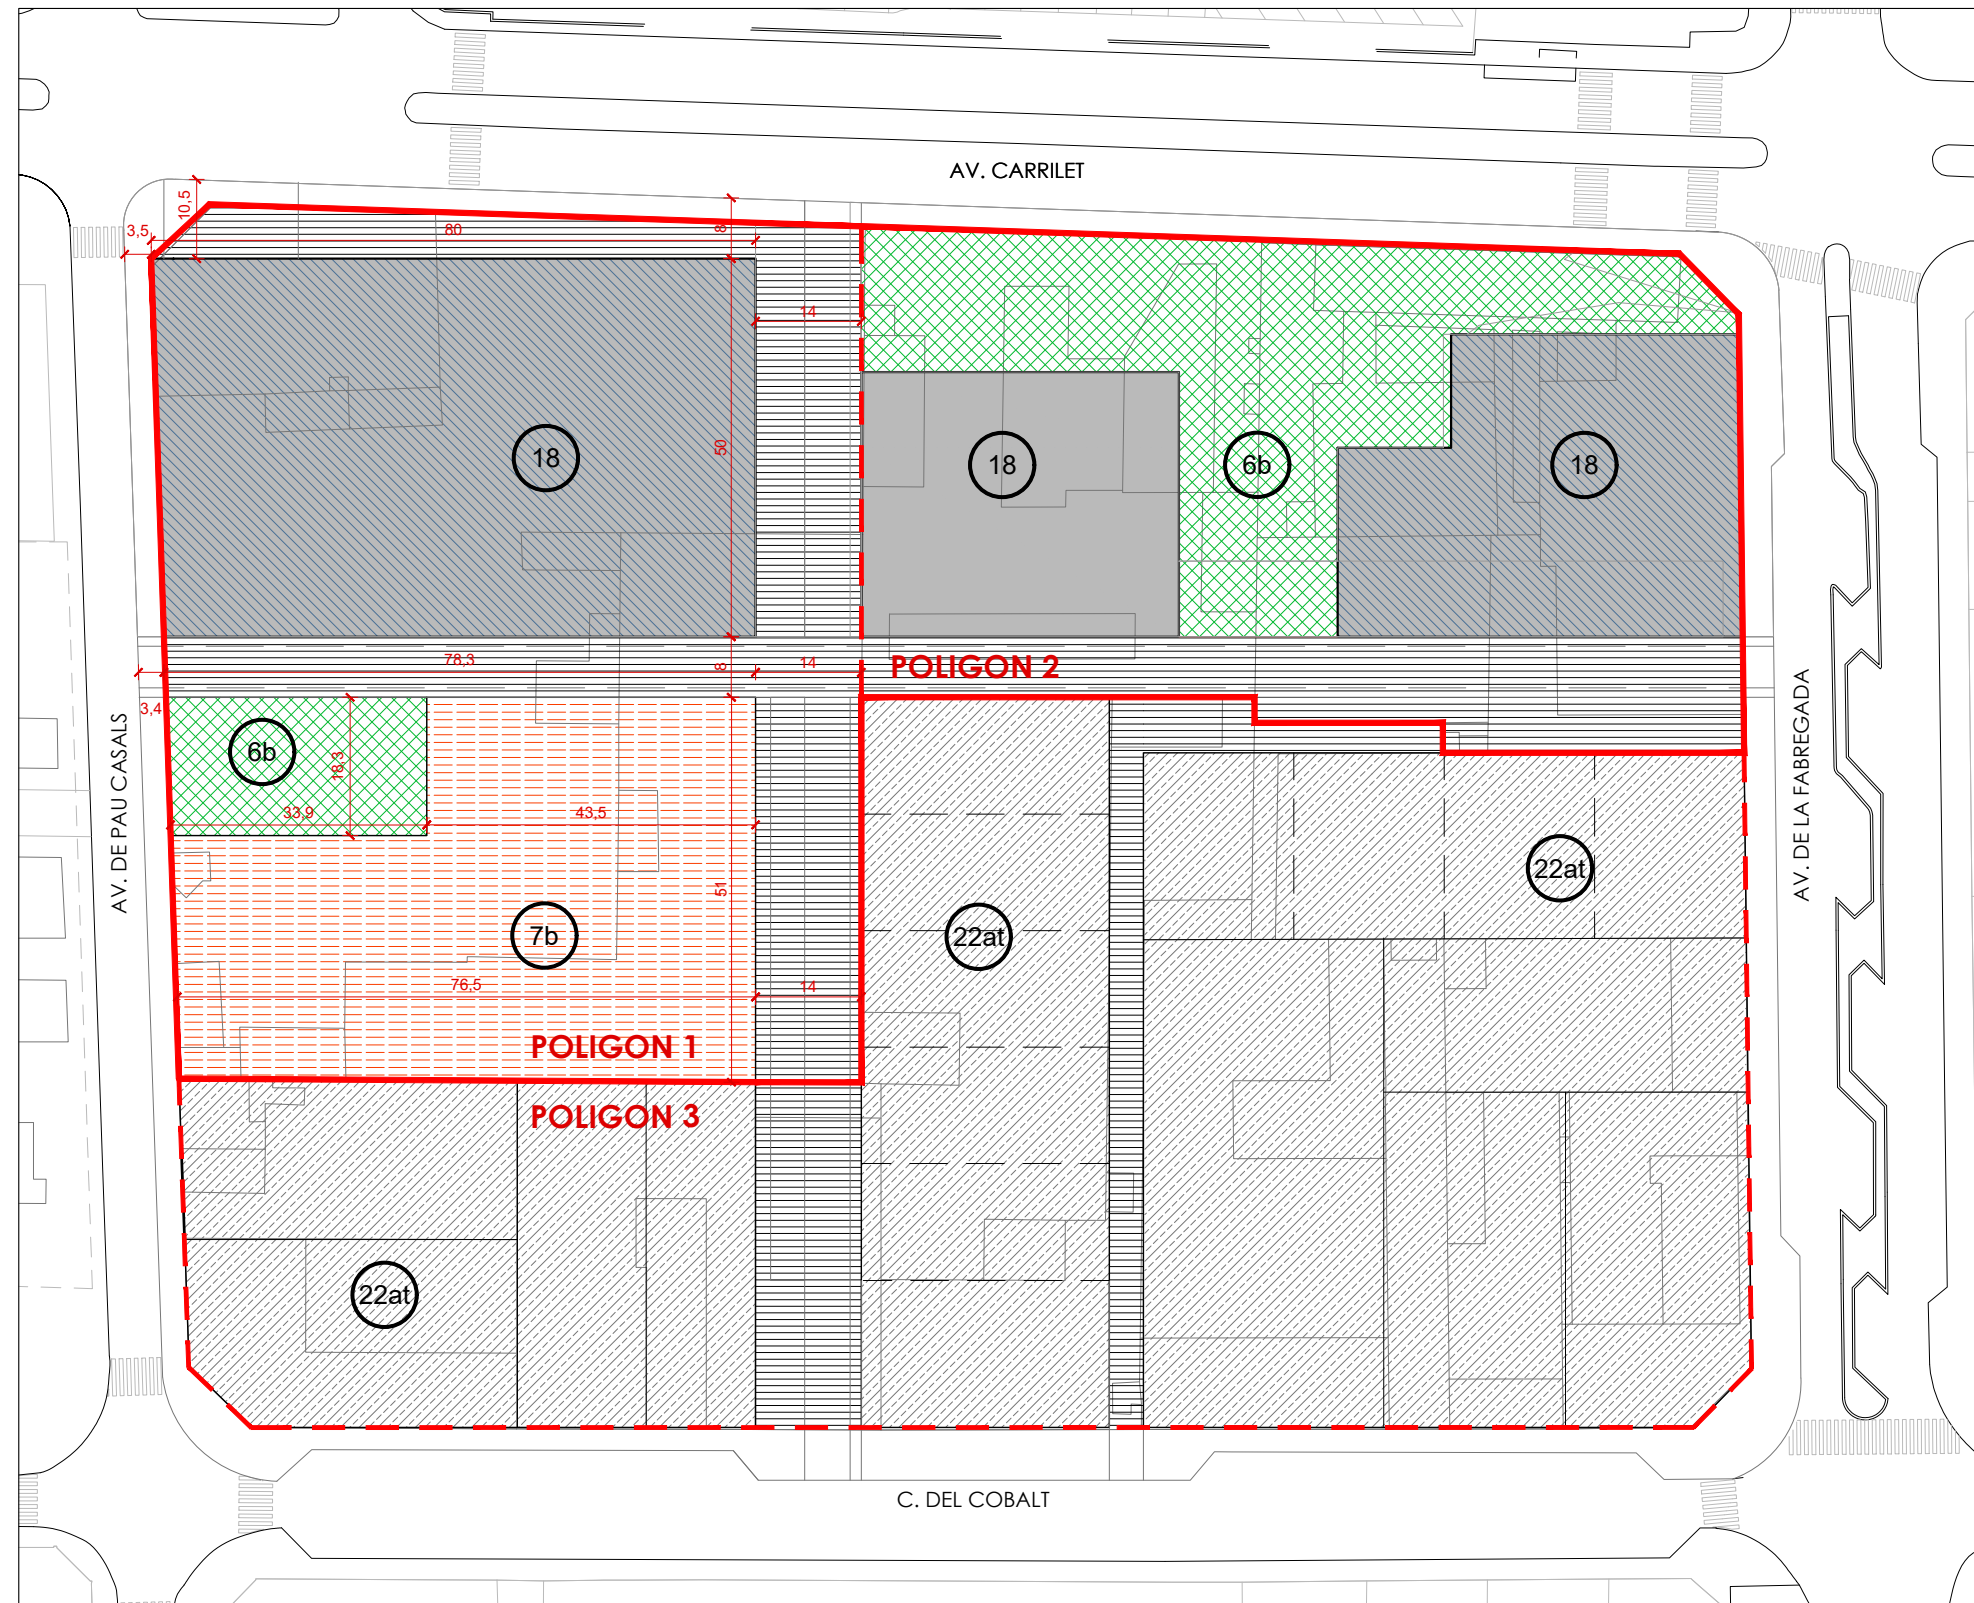 AV. CARRILET
10,5
3,5
80
8
14
50
18
18
6b
18
78,3
8
14
POLIGON 2
3,4
6b
18,3
33,9
43,5
AV. DE PAU CASALS
AV. DE LA FABREGADA
51
22at
7b
22at
76,5
14
POLIGON 1
POLIGON 3
22at
C. DEL COBALT